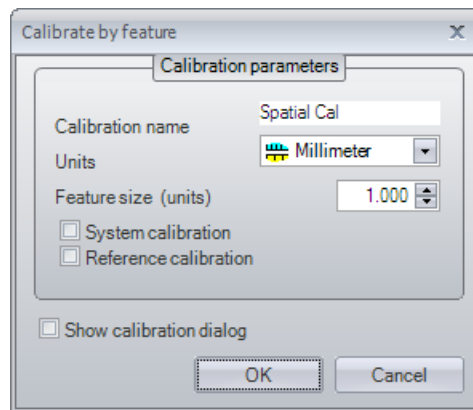 Calibrate by feature
Calibration parameters
Calibration name Spatial Cal
Units Millimeter
Feature size (units) 1.000
System calibration
Reference calibration
Show calibration dialog
OK Cancel